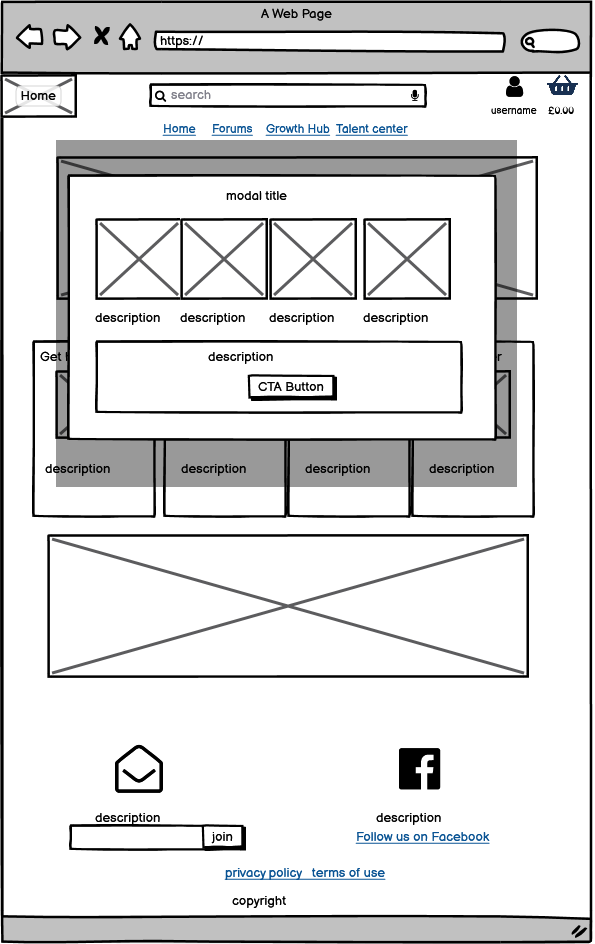 A Web Page
https://
Home
search
username
£0.00
Home Forums Growth Hub Talent center
modal title
description description description description
description
Get
r
CTA Button
description description description description
description
join
description
Follow us on Facebook
privacy policy terms of use
copyright